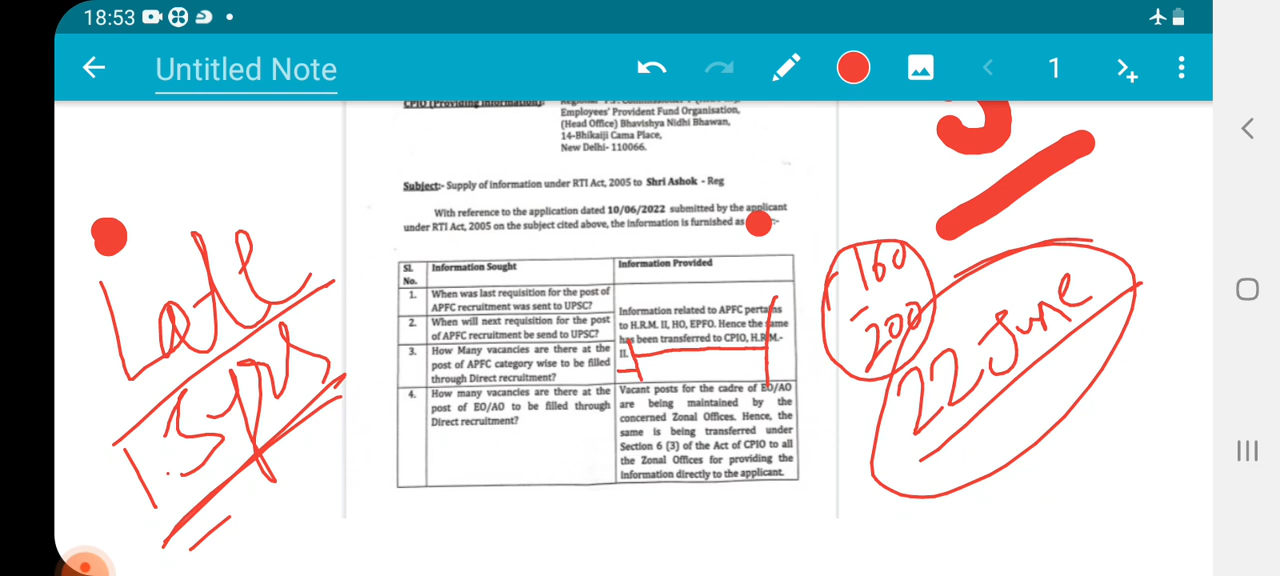 18:53
Untitled Note
1
CPIO (Providing Information):
Employees' Provident Fund Organisation,
(Head Office) Bhavishya Nidhi Bhawan,
14-Bhikaiji Cama Place,
New Delhi- 110066.
Subject:- Supply of information under RTI Act, 2005 to Shri Ashok - Reg
With reference to the application dated 10/06/2022 submitted by the applicant
under RTI Act, 2005 on the subject cited above, the information is furnished as
Sl. No.
Information Sought
Information Provided
1.
When was last requisition for the post of
APFC recruitment was sent to UPSC?
2.
When will next requisition for the post
of APFC recruitment be send to UPSC?
3.
How Many vacancies are there at the
post of APFC category wise to be filled
through Direct recruitment?
Information related to APFC pertains
to H.R.M. II, HO, EPFO. Hence the same
has been transferred to CPIO, H.R.M.-
II.
4.
How many vacancies are there at the
post of EO/AO to be filled through
Direct recruitment?
Vacant posts for the cadre of EO/AO
are being maintained by the
concerned Zonal Offices. Hence, the
same is being transferred under
Section 6 (3) of the Act of CPIO to all
the Zonal Offices for providing the
information directly to the applicant.
Late
160
200
22 June